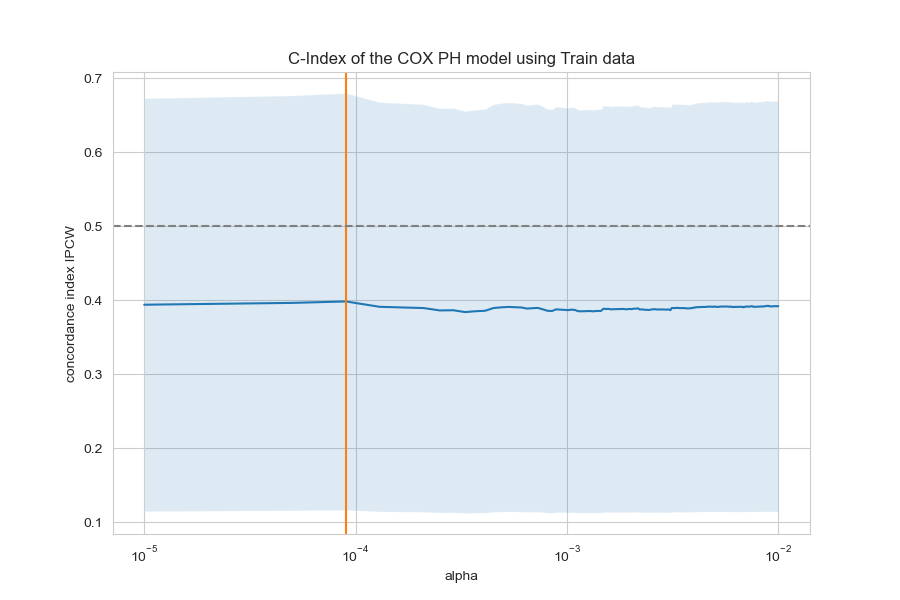 C-Index of the COX PH model using Train data
concordance index IPCW
0.7
0.6
0.5
0.4
0.3
0.2
0.1
10⁻⁵ 10⁻⁴ 10⁻³ 10⁻²
alpha